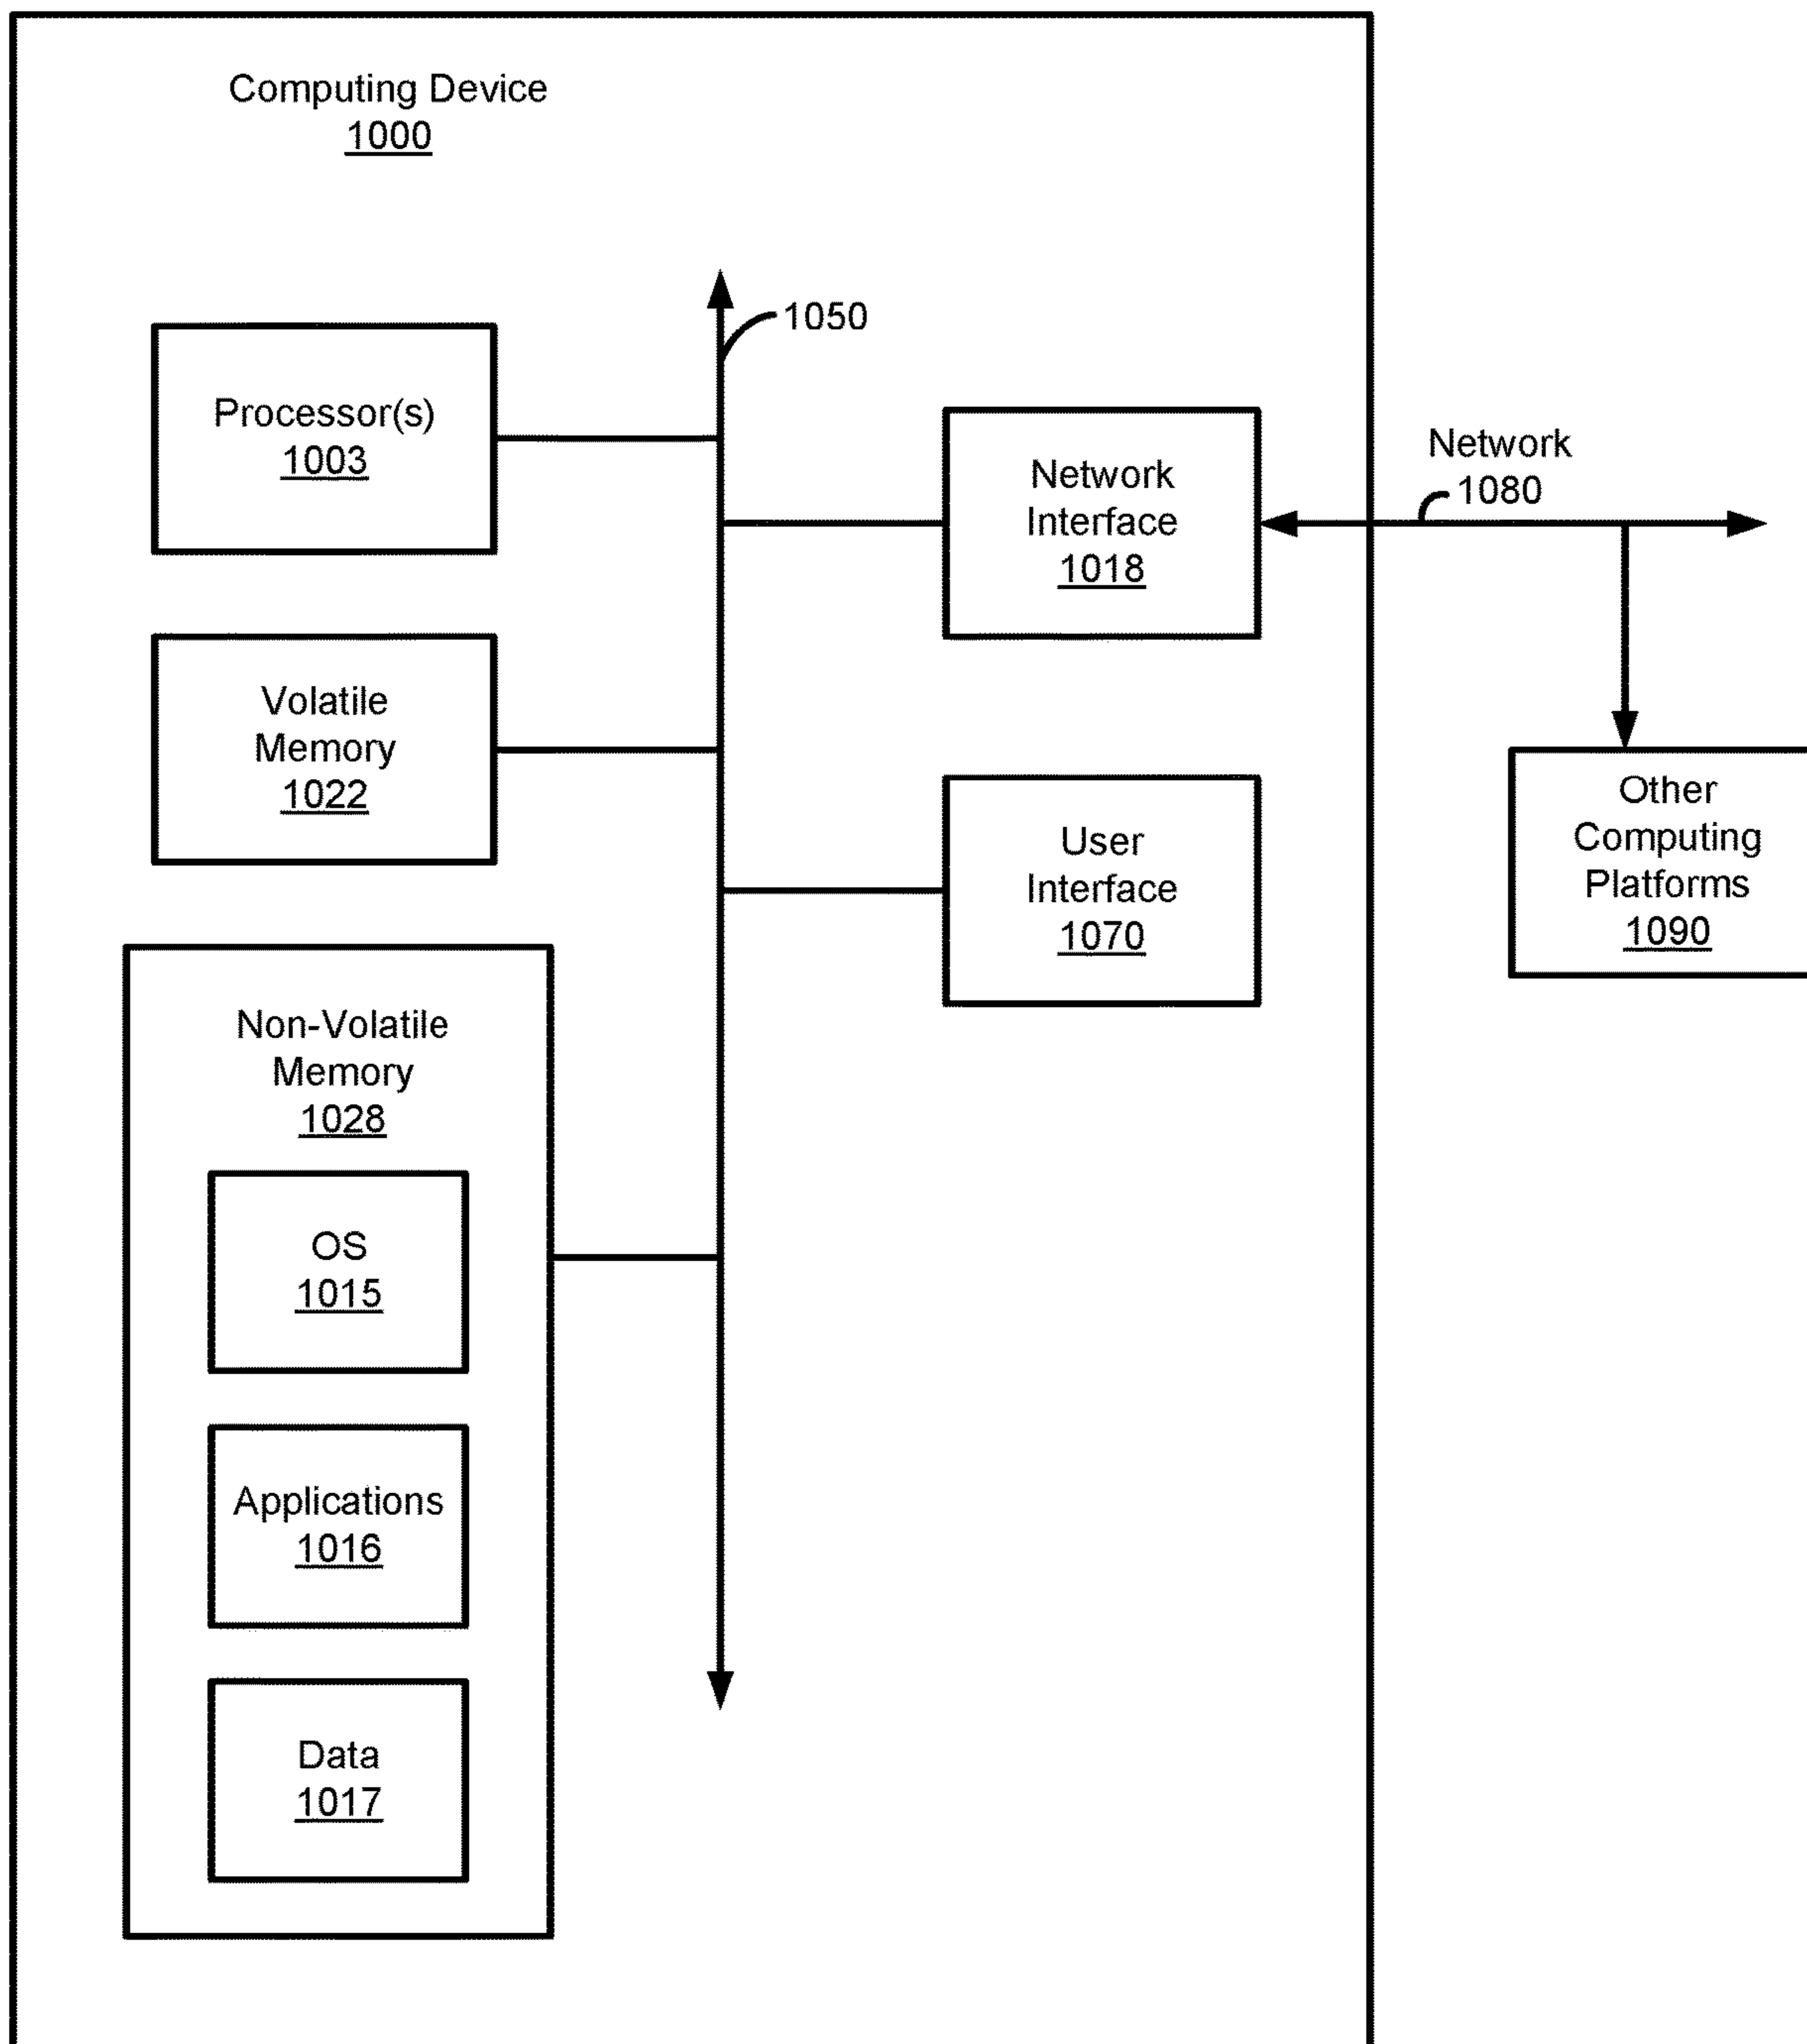 Computing Device
1000
1050
Processor(s)
1003
Network
Interface
1018
Network
1080
Volatile
Memory
1022
User
Interface
1070
Other
Computing
Platforms
1090
Non-Volatile
Memory
1028
OS
1015
Applications
1016
Data
1017